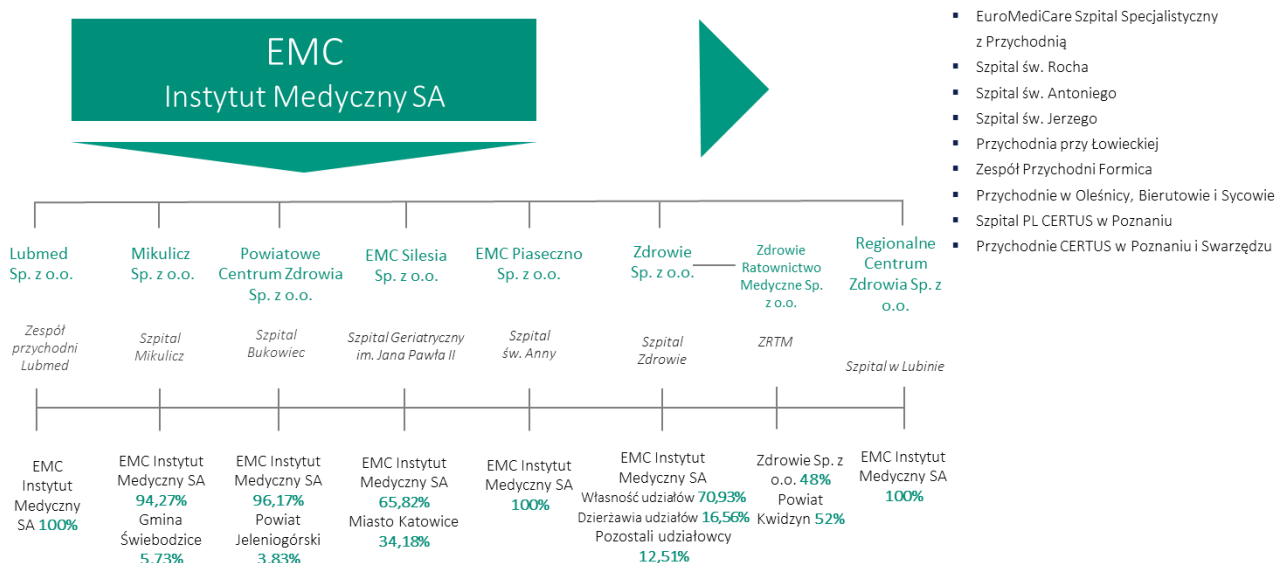 EMC
Instytut Medyczny SA
EuroMediCare Szpital Specjalistyczny
z Przychodnią
Szpital św. Rocha
Szpital św. Antoniego
Szpital św. Jerzego
Przychodnia przy Łowieckiej
Zespół Przychodni Formica
Przychodnie w Oleśnicy, Bierutowie i Sycowie
Szpital PL CERTUS w Poznaniu
Przychodnie CERTUS w Poznaniu i Swarzędzu
Lubmed
Sp. z o.o.
Mikulicz
Sp. z o.o.
Powiatowe
Centrum Zdrowia
Sp. z o.o.
EMC Silesia
Sp. z o.o.
EMC Piaseczno
Sp. z o.o.
Zdrowie
Sp. z o.o.
Zdrowie
Ratownictwo
Medyczne Sp.
z o.o.
Regionalne
Centrum
Zdrowia Sp. z
o.o.
Zespół
przychodni
Lubmed
Szpital
Mikulicz
Szpital
Bukowiec
Szpital Geriatryczny
im. Jana Pawła II
Szpital
św. Anny
Szpital
Zdrowie
ZRTM
Szpital w Lubinie
EMC
Instytut
Medyczny
SA 100%
EMC Instytut
Medyczny SA
94,27%
Gmina
Świebodzice
5,73%
EMC Instytut
Medyczny SA
96,17%
Powiat
Jeleniogórski
3,83%
EMC Instytut
Medyczny SA
65,82%
Miasto Katowice
34,18%
EMC Instytut
Medyczny SA
100%
EMC Instytut
Medyczny SA
Własność udziałów 70,93%
Dzierżawa udziałów 16,56%
Pozostali udziałowcy
12,51%
Zdrowie Sp. z
o.o. 48%
Powiat
Kwidzyn 52%
EMC Instytut
Medyczny SA
100%